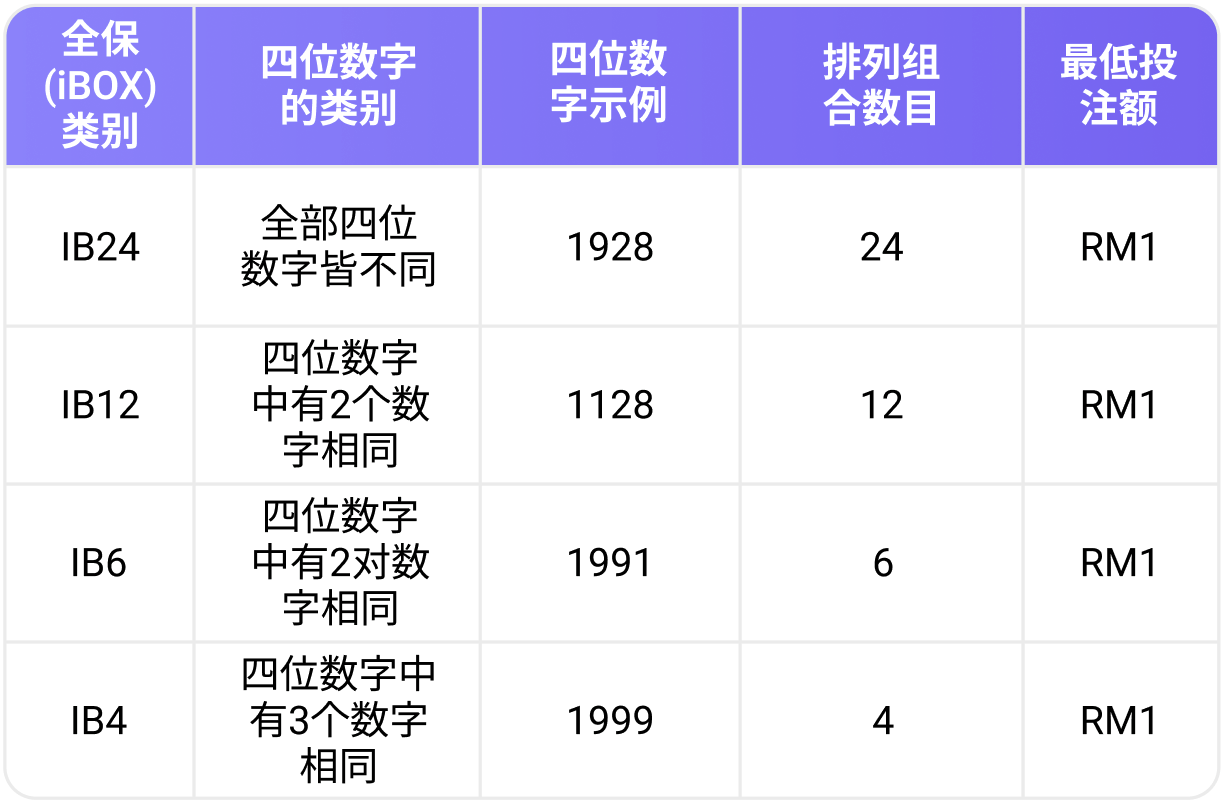 全保
(iBOX)
类别
四位数字
的类别
四位数
字示例
排列组
合数目
最低投
注额
IB24
全部四位
数字皆不同
1928
24
RM1
IB12
四位数字
中有2个数
字相同
1128
12
RM1
IB6
四位数字
中有2对数
字相同
1991
6
RM1
IB4
四位数字中
有3个数字
相同
1999
4
RM1